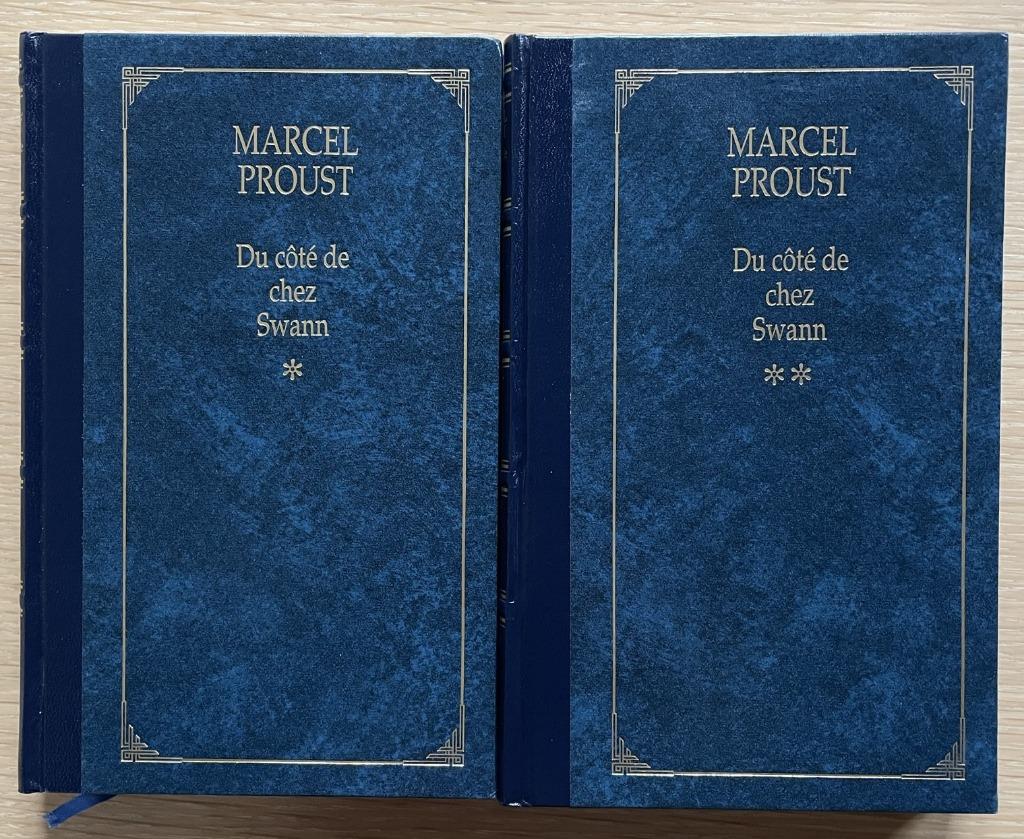 MARCEL
PROUST
Du côté de
chez
Swann
*
MARCEL
PROUST
Du côté de
chez
Swann
**